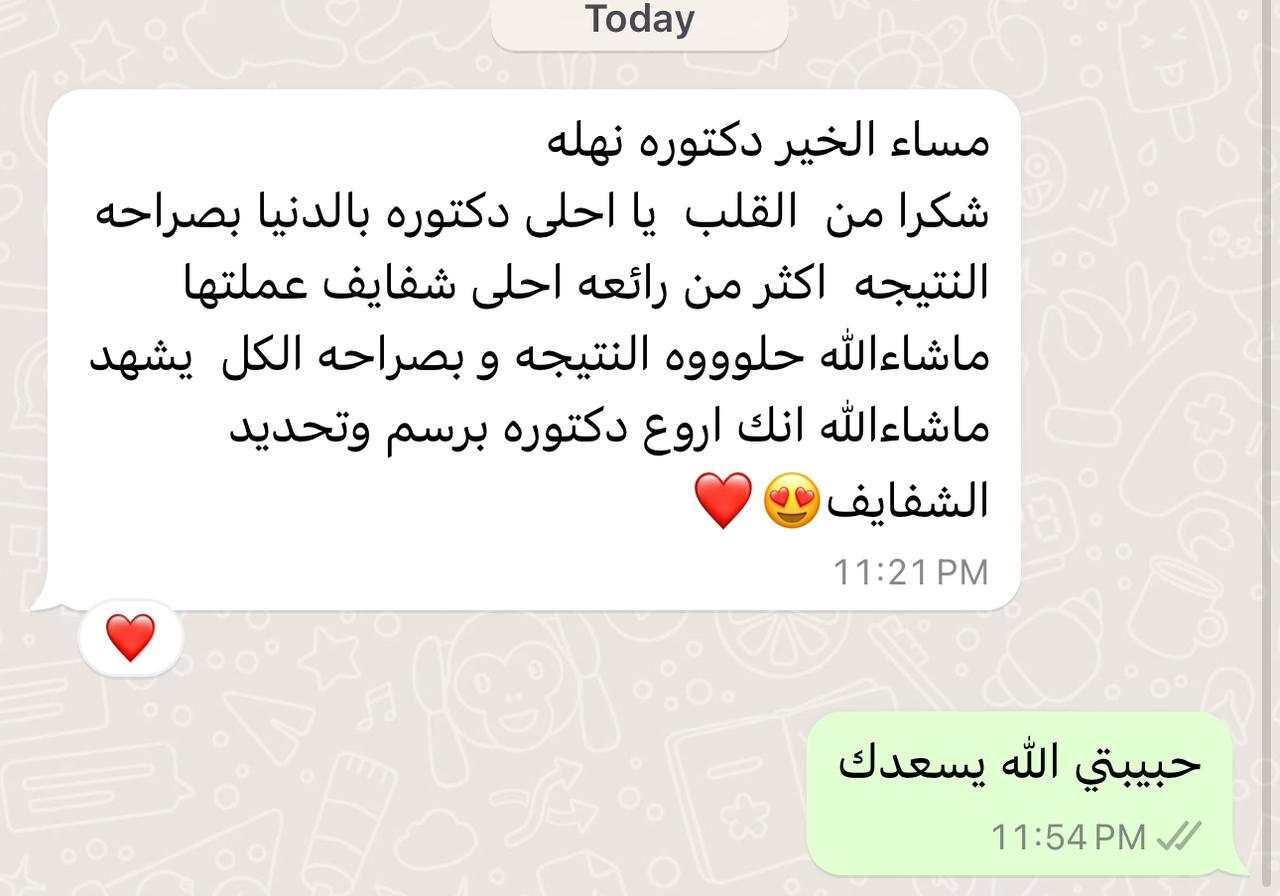 Today
مساء الخير دكتوره نهله
شكرا من القلب يا احلى دكتوره بالدنيا بصراحه
النتيجه اكثر من رائعه احلى شفايف عملتها
ماشاءالله حلوووه النتيجه و بصراحه الكل يشهد
ماشاءالله انك اروع دكتوره برسم وتحديد
الشفايف😍❤️
11:21 PM
❤️
حبيبتي الله يسعدك
11:54 PM